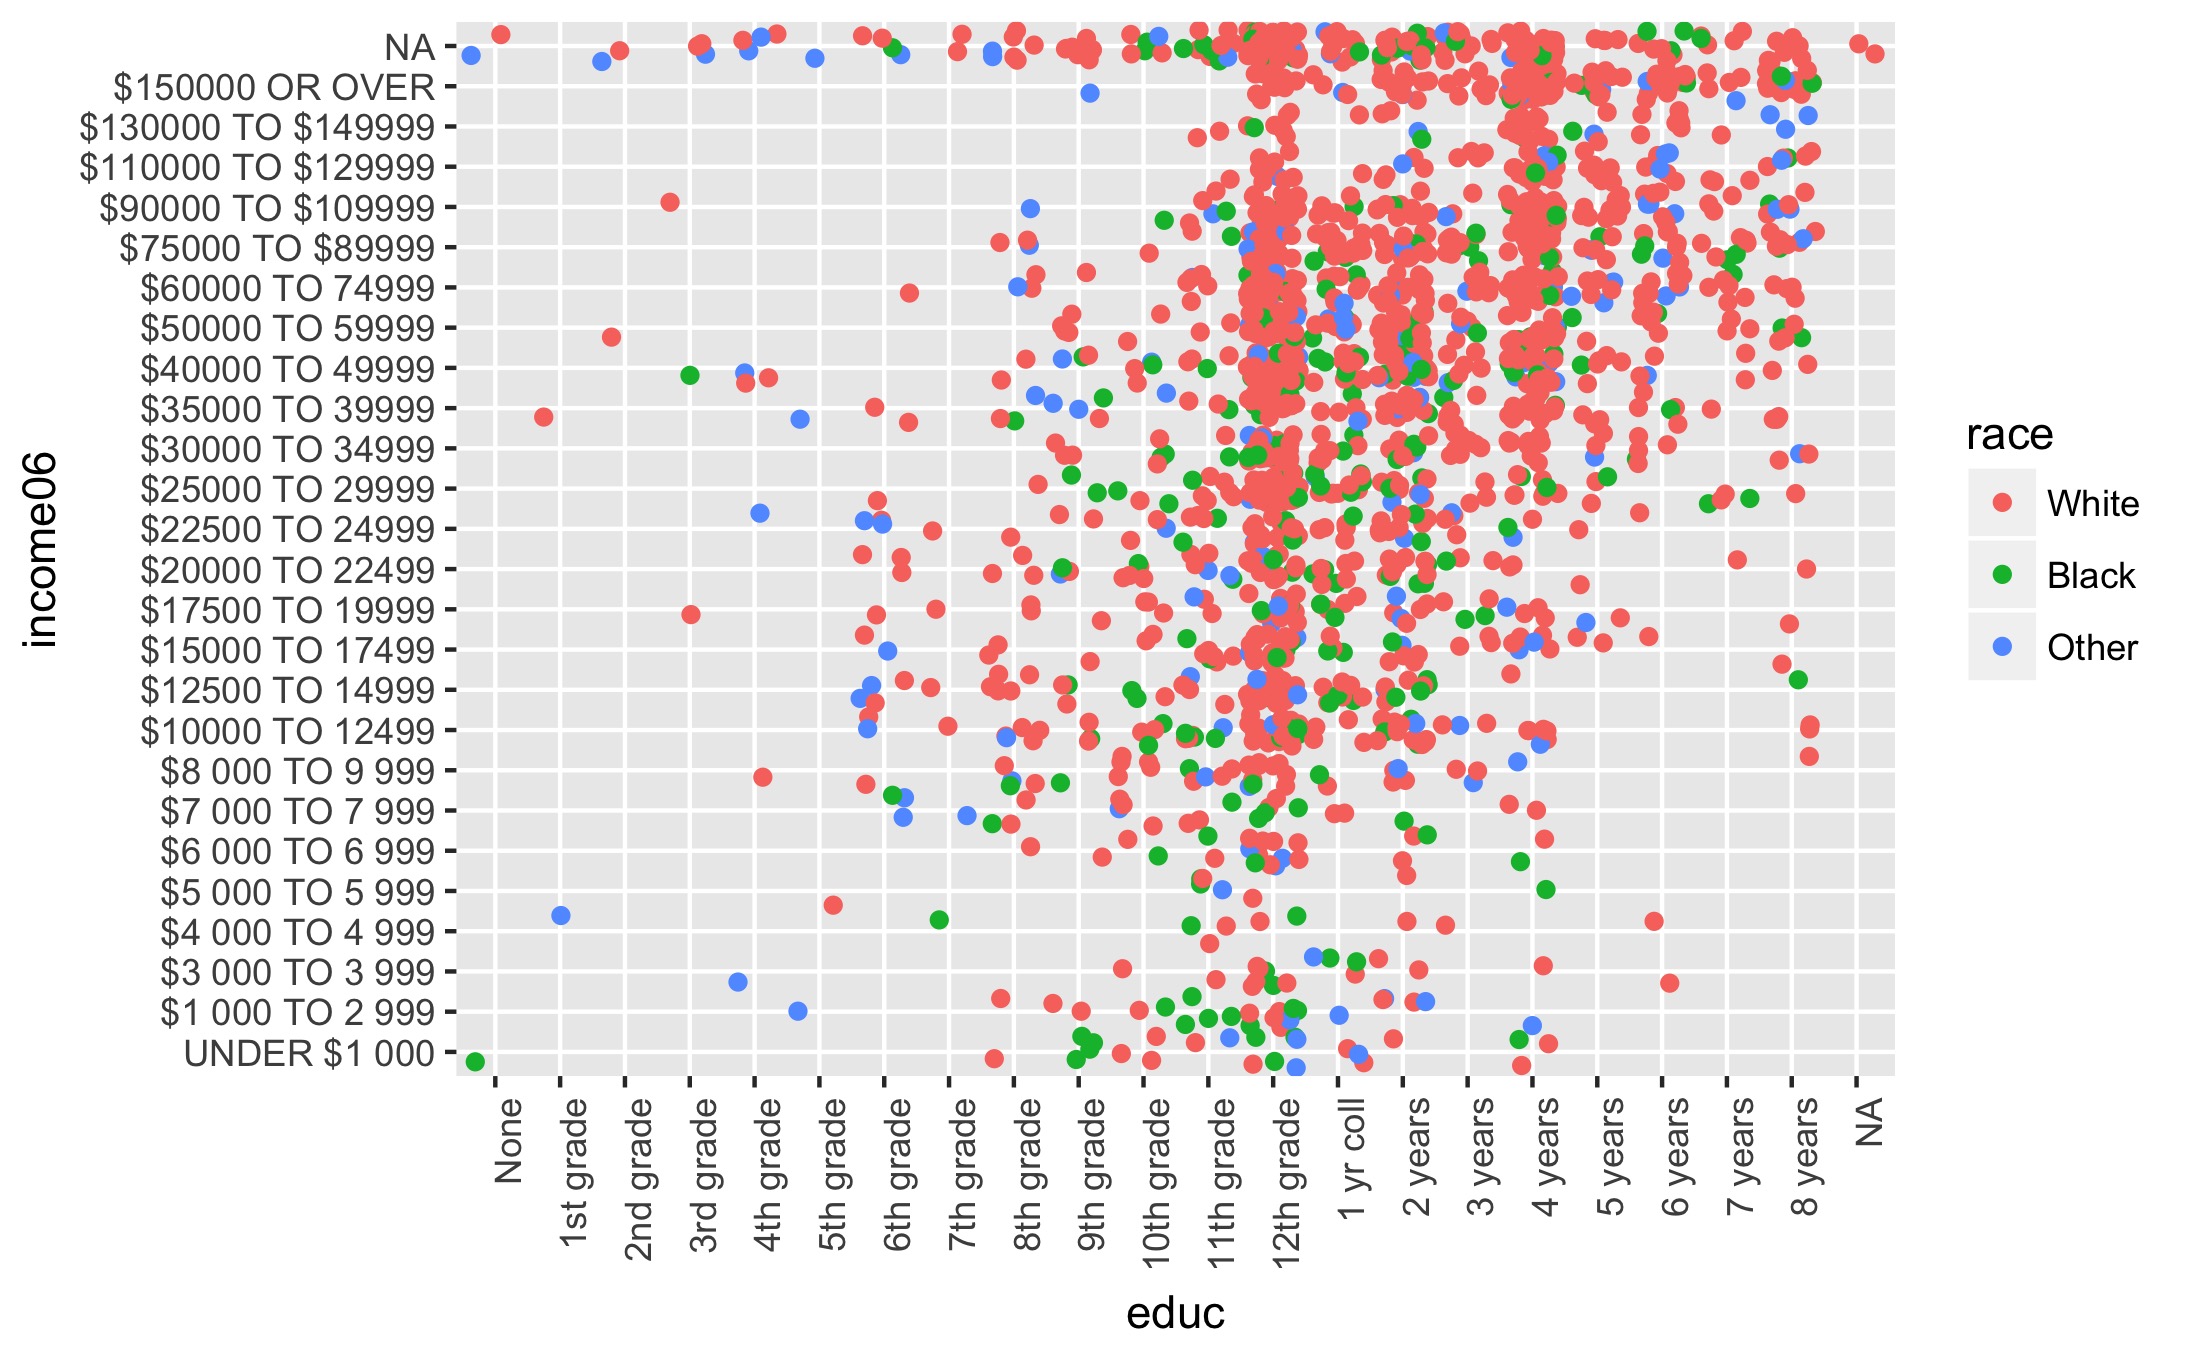 NA
$150000 OR OVER
$130000 TO $149999
$110000 TO $129999
$90000 TO $109999
$75000 TO $89999
$60000 TO 74999
$50000 TO 59999
$40000 TO 49999
$35000 TO 39999
$30000 TO 34999
$25000 TO 29999
$22500 TO 24999
$20000 TO 22499
$17500 TO 19999
$15000 TO 17499
$12500 TO 14999
$10000 TO 12499
$8 000 TO 9 999
$7 000 TO 7 999
$6 000 TO 6 999
$5 000 TO 5 999
$4 000 TO 4 999
$3 000 TO 3 999
$1 000 TO 2 999
UNDER $1 000
income06
None
1st grade
2nd grade
3rd grade
4th grade
5th grade
6th grade
7th grade
8th grade
9th grade
10th grade
11th grade
12th grade
1 yr coll
2 years
3 years
4 years
5 years
6 years
7 years
8 years
NA
educ
race
White
Black
Other